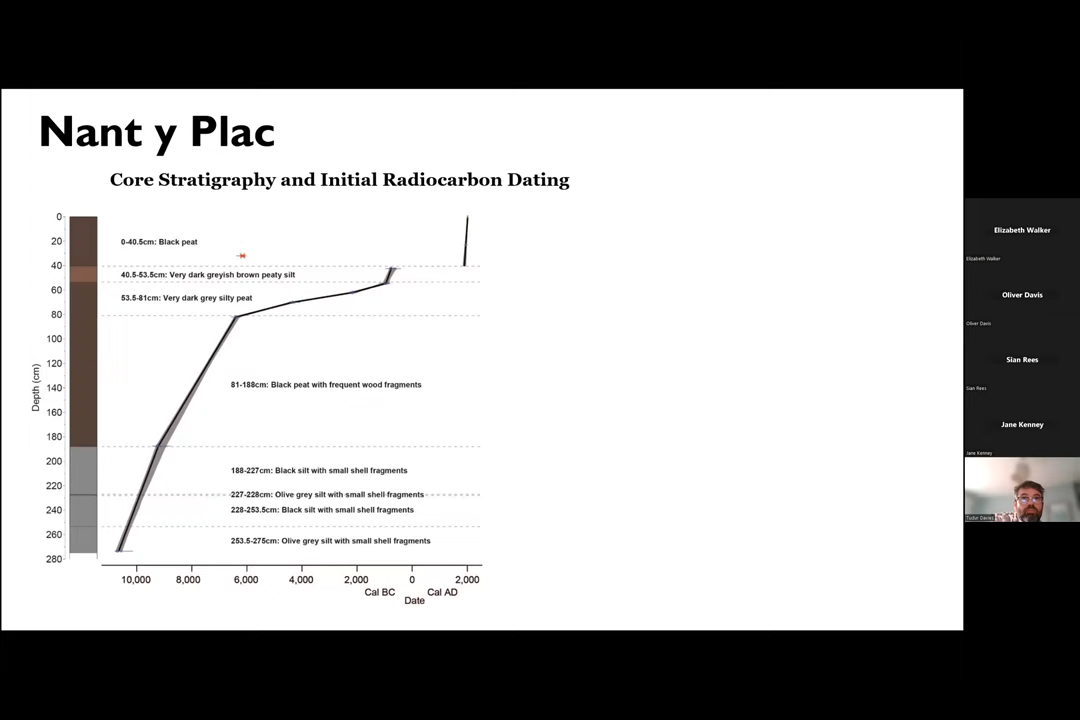 Nant y Plac
Core Stratigraphy and Initial Radiocarbon Dating
0
20
40
60
80
100
120
140
160
180
200
220
240
260
280
Depth (cm)
0-40.5cm: Black peat
40.5-53.5cm: Very dark greyish brown peaty silt
53.5-81cm: Very dark grey silty peat
81-188cm: Black peat with frequent wood fragments
188-227cm: Black silt with small shell fragments
227-228cm: Olive grey silt with small shell fragments
228-253.5cm: Black silt with small shell fragments
253.5-275cm: Olive grey silt with small shell fragments
10,000 8,000 6,000 4,000 2,000 0 2,000
Cal BC Cal AD
Date
Elizabeth Walker
Elizabeth Walker
Oliver Davis
Oliver Davis
Sian Rees
Sian Rees
Jane Kenney
Jane Kenney
Tudur Davies